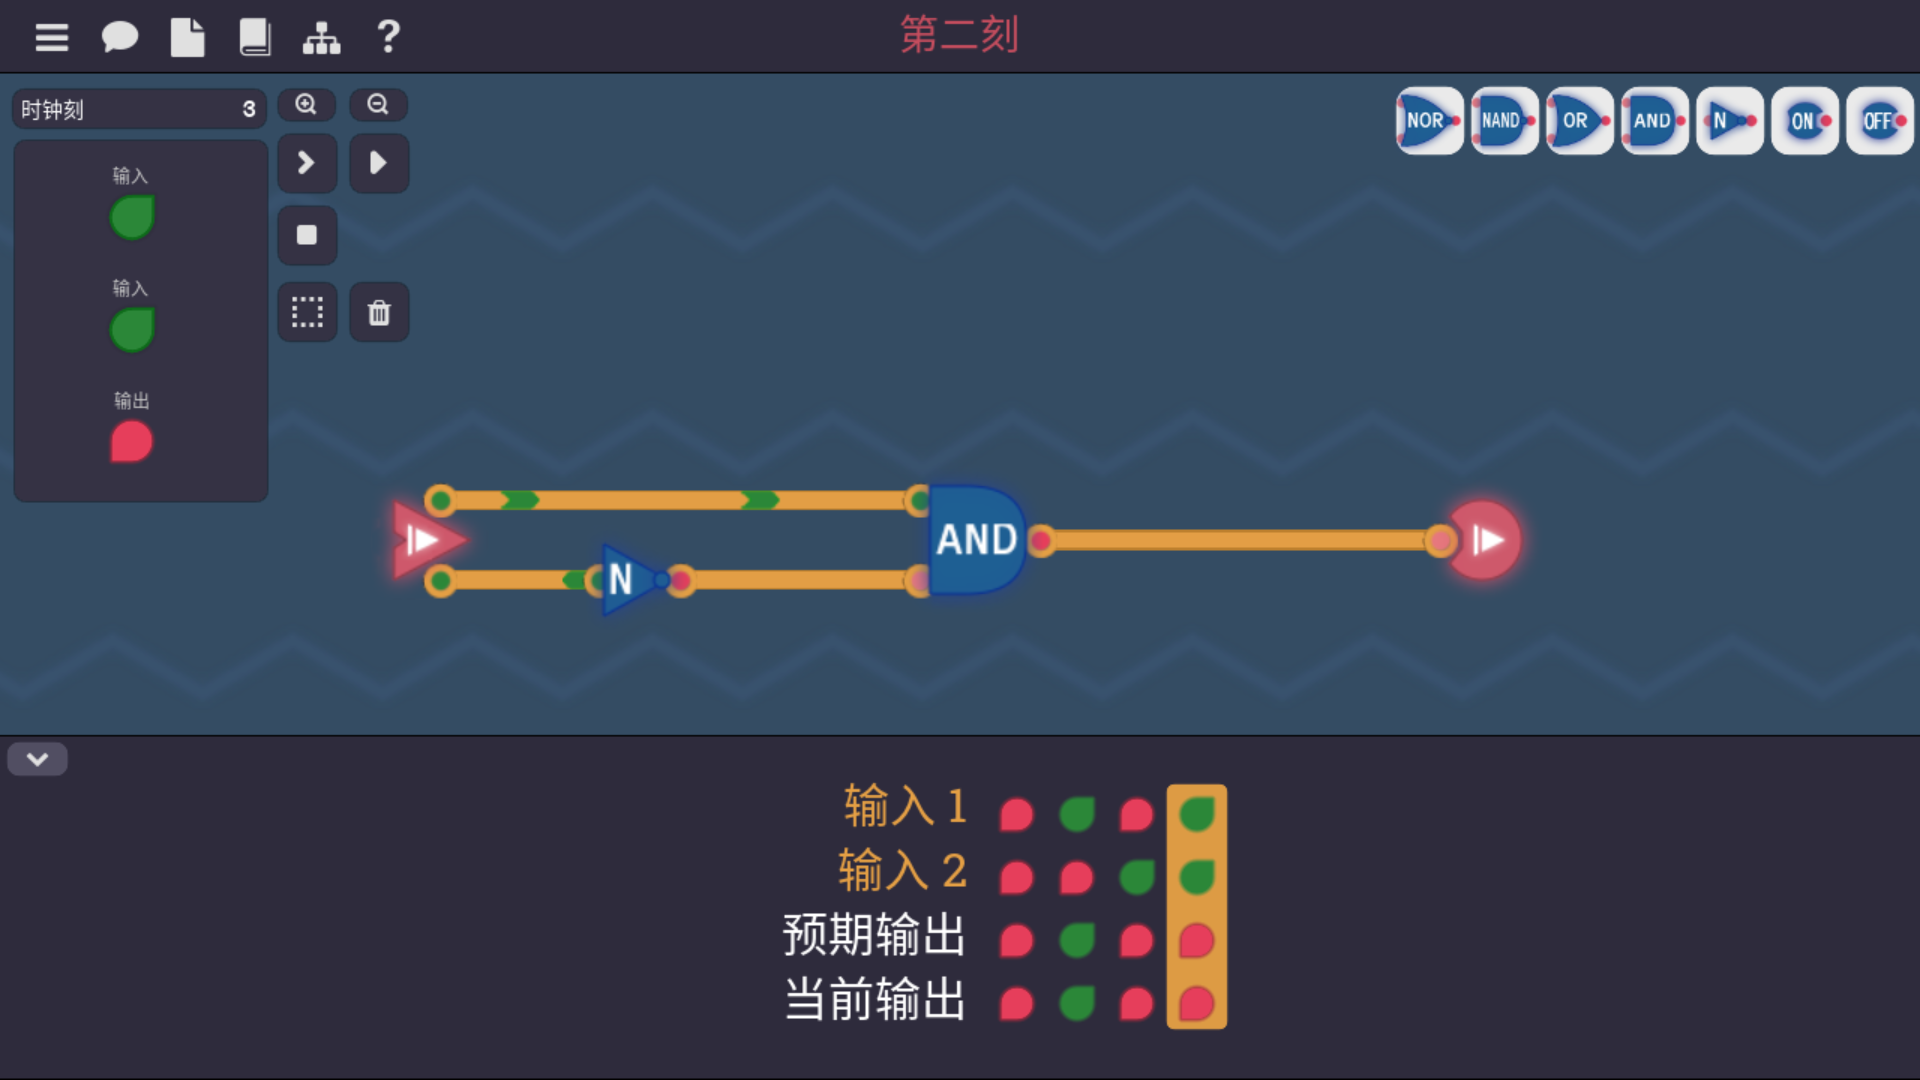 ?
第二刻
时钟刻 3
输入
输入
输出
NOR NAND OR AND N ON OFF
AND
N
输入 1
输入 2
预期输出
当前输出